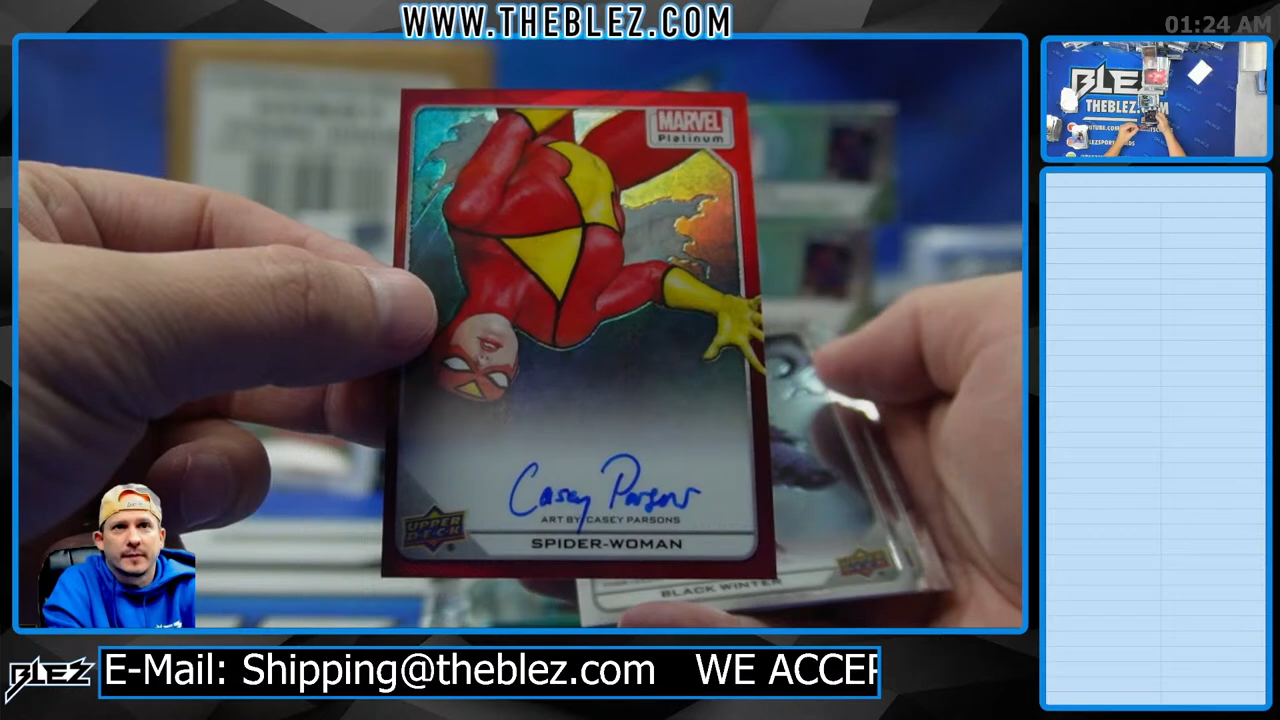 WWW.THEBLEZ.COM
01:24 AM
BLEZ
THEBLEZ
MARVEL
Platinum
Casey Parsons
ART BY CASEY PARSONS
UPPER
DECK
SPIDER-WOMAN
BLACK WINTER
BLEZ
E-Mail: Shipping@theblez.com WE ACCEP